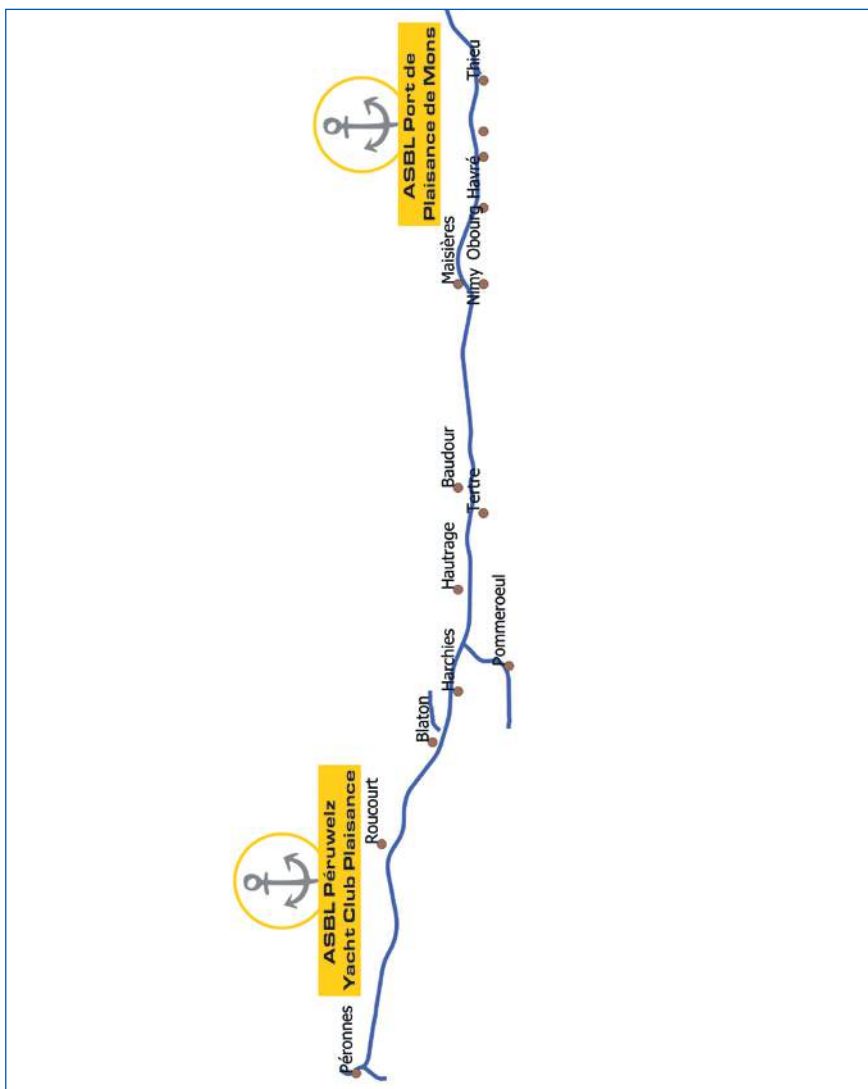 ASBL Péruwelz
Yacht Club Plaisance
ASBL Port de
Plaisance de Mons
Péronnes
Roucourt
Blaton
Harchies
Pommeroeul
Hautrage
Tertre
Baudour
Maisières
Nimy
Obourg
Havré
Thieu